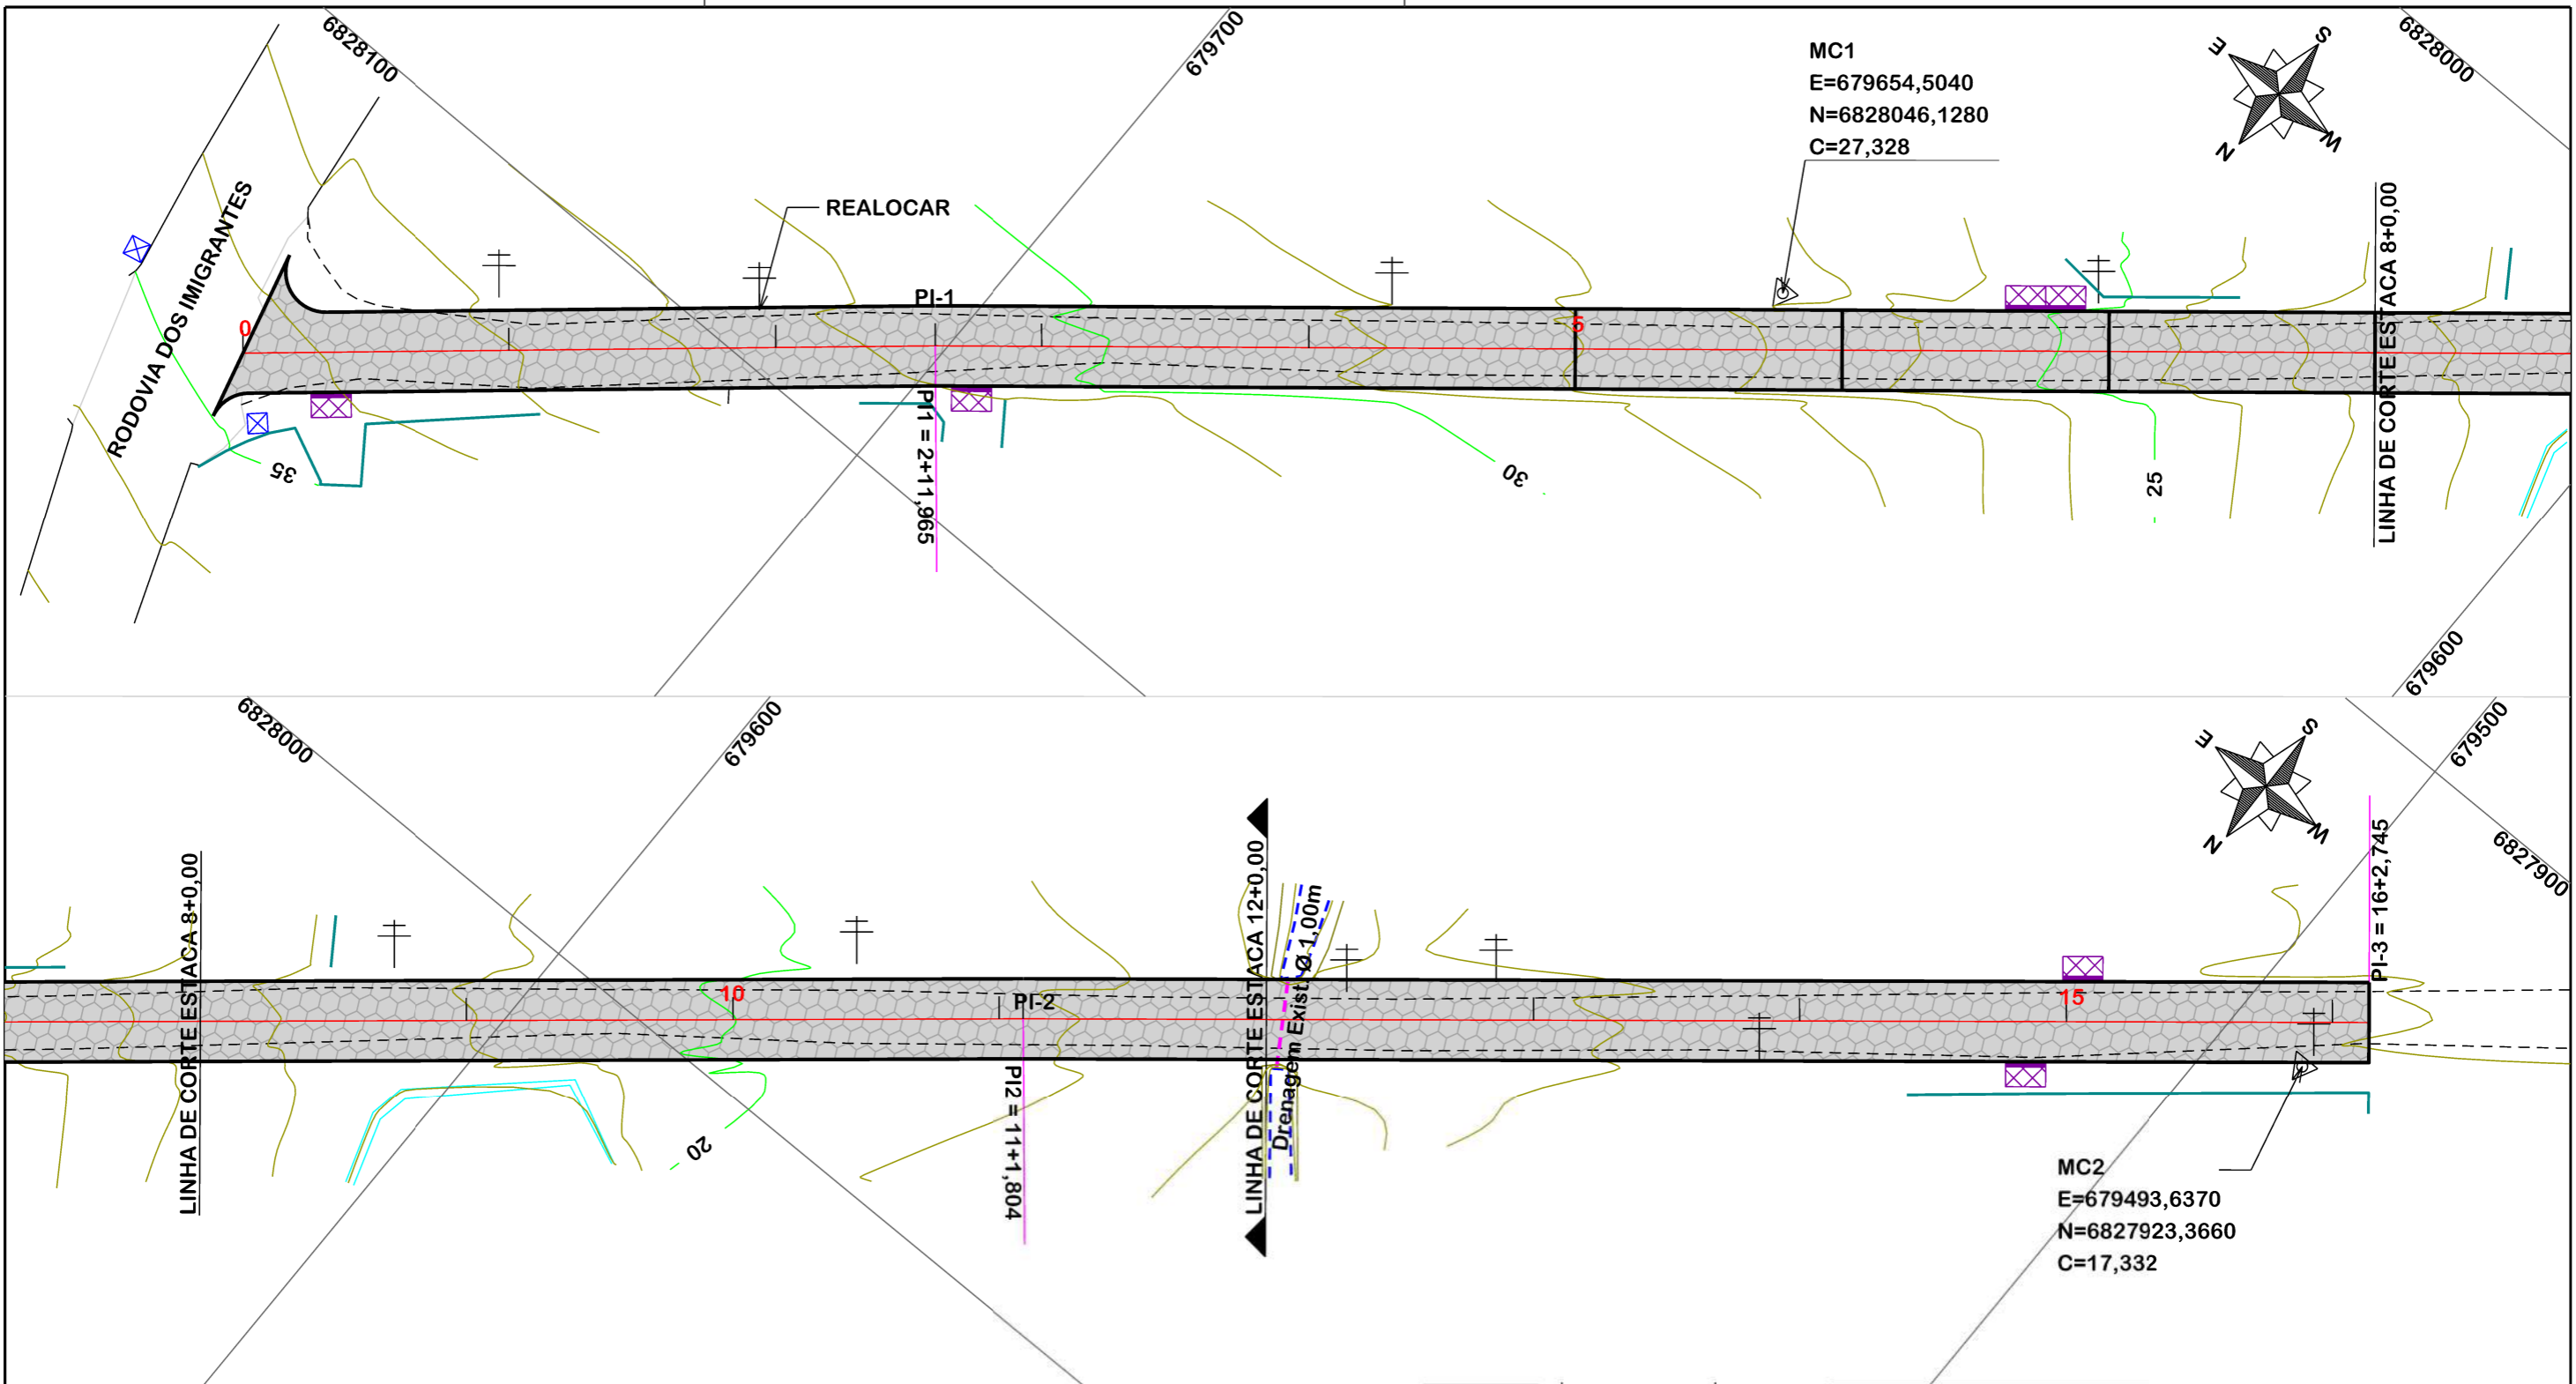 6828100
679700
MC1
E=679654,5040
N=6828046,1280
C=27,328
6828000
E
S
N
W
RODOVIA DOS IMIGRANTES
REALOCAR
PI-1
0
5
LINHA DE CORTE ESTACA 8+0,00
PI1 = 2+11,965
35
30
25
679600
6828000
679600
679500
E
S
N
W
6827900
LINHA DE CORTE ESTACA 8+0,00
10
PI-2
PI2 = 11+1,804
20
LINHA DE CORTE ESTACA 12+0,00
Drenagem Exist. Ø 1,00m
15
PI-3 = 16+2,745
MC2
E=679493,6370
N=6827923,3660
C=17,332